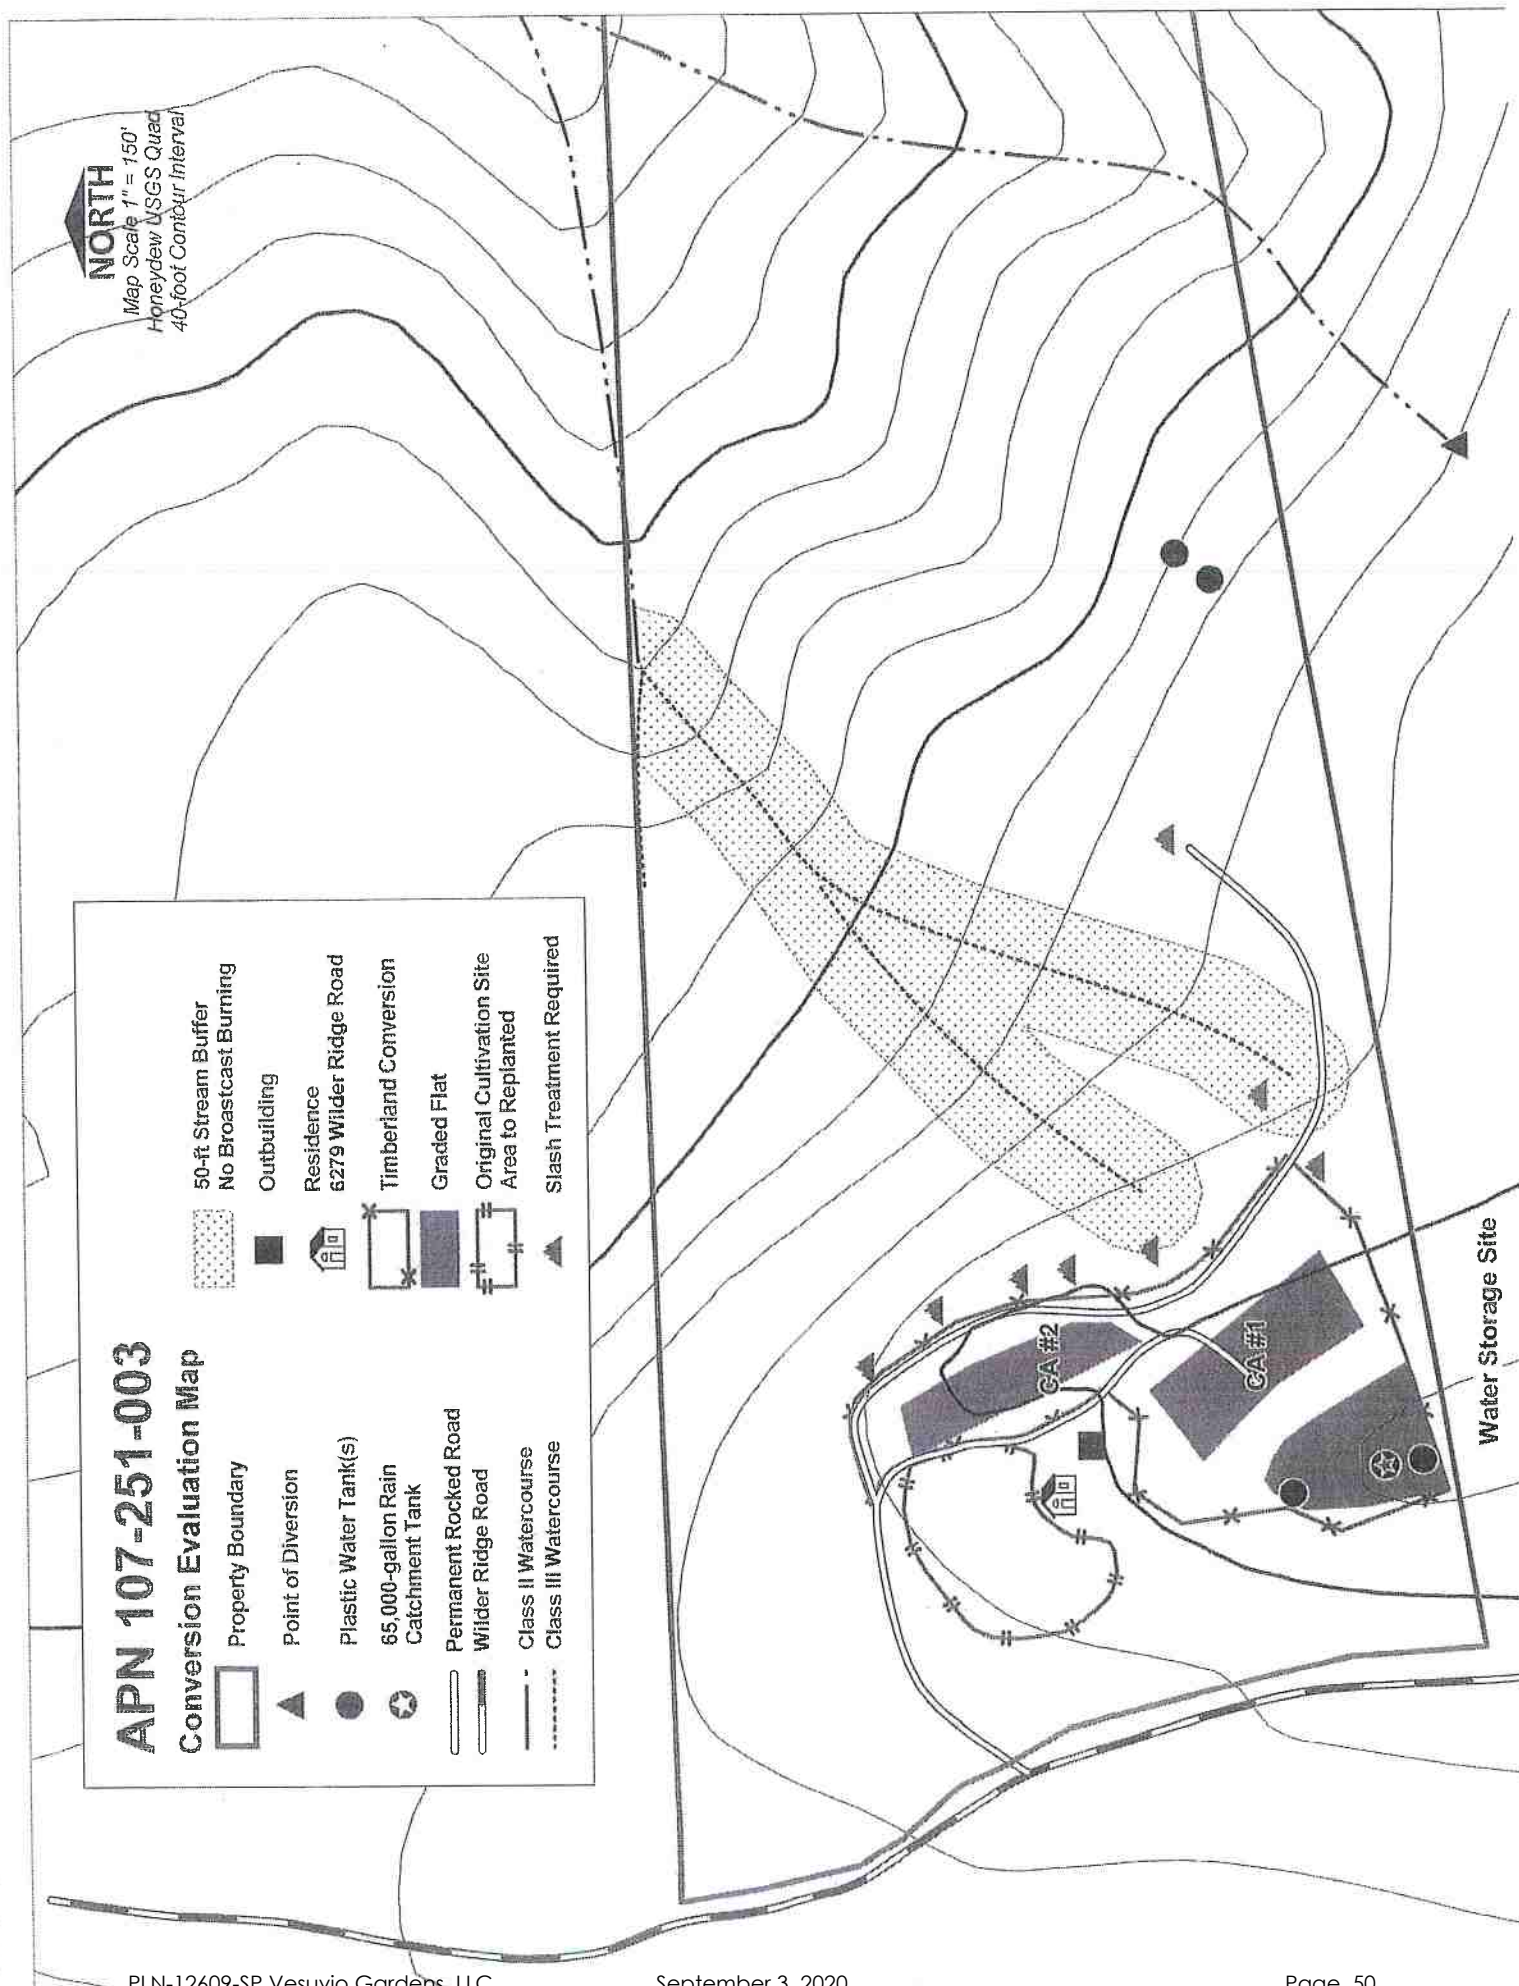 APN 107-251-003
Conversion Evaluation Map
Property Boundary
Point of Diversion
Plastic Water Tank(s)
65,000-gallon Rain
Catchment Tank
Permanent Rocked Road
Wilder Ridge Road
Class II Watercourse
Class III Watercourse
50-ft Stream Buffer
No Broastcast Burning
Outbuilding
Residence
6279 Wilder Ridge Road
Timberland Conversion
Graded Flat
Original Cultivation Site
Area to Replanted
Slash Treatment Required
NORTH
Map Scale 1" = 150'
Honeydew USGS Quad
40-foot Contour Interval
CA #2
CA #1
Water Storage Site
PLN-12609-SP Vesuvio Gardens, LLC
September 3, 2020
Page 50